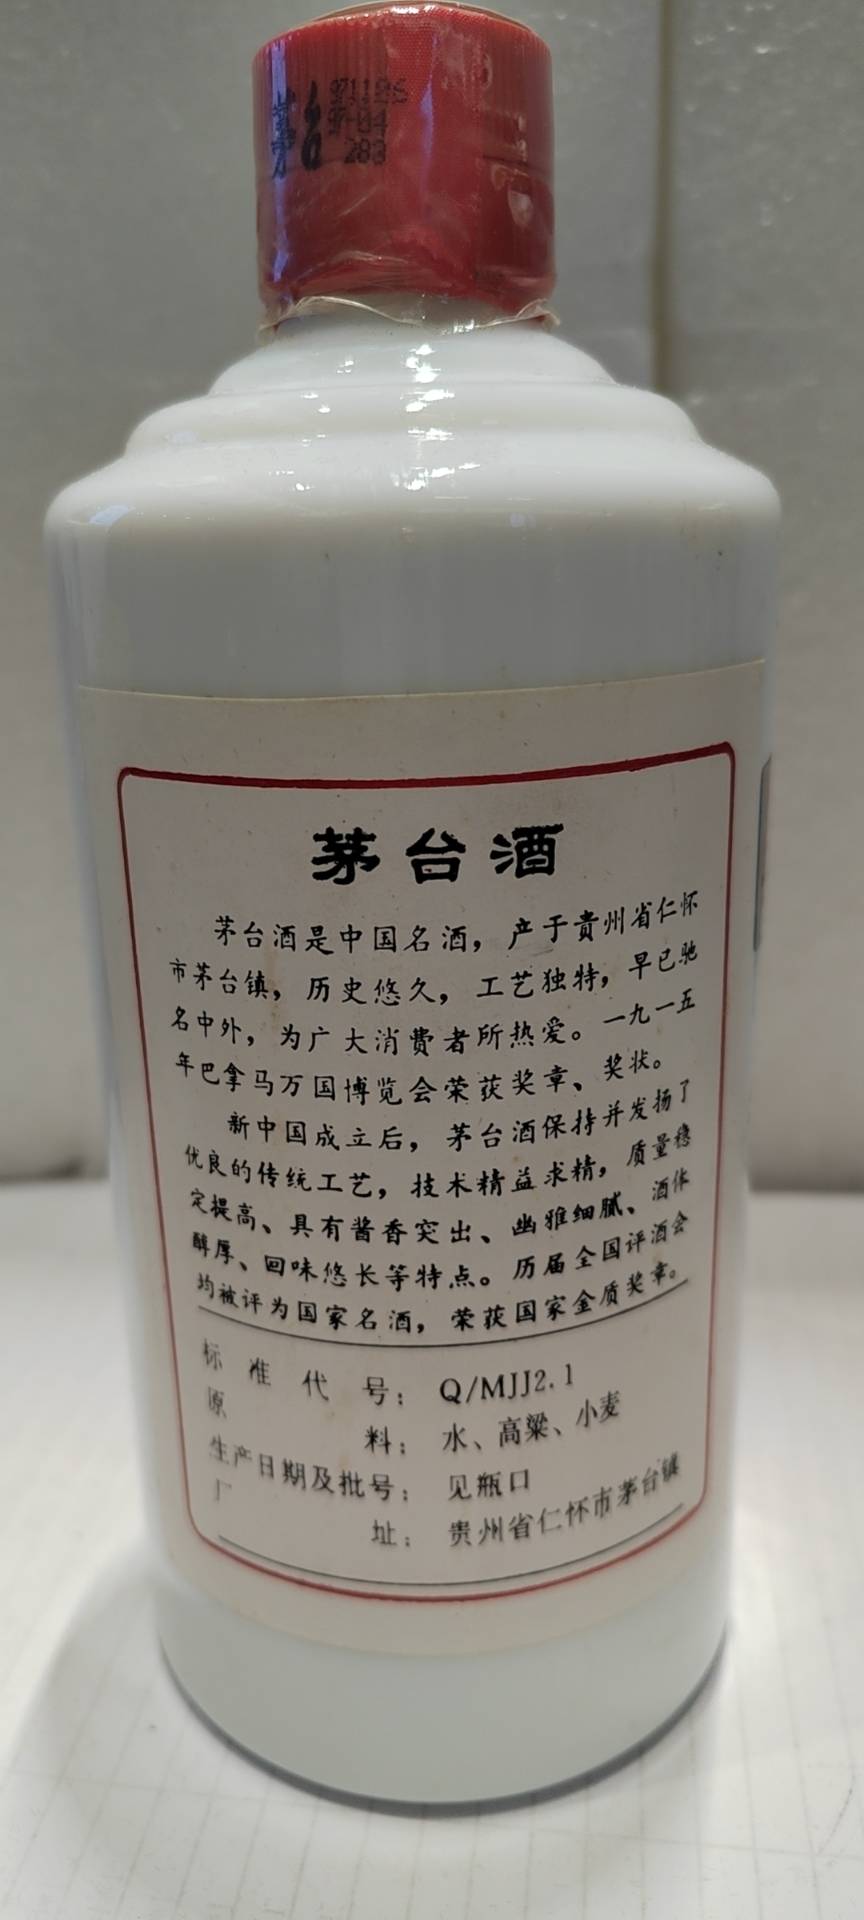 茅台
971106
97-04
283
茅台酒
茅台酒是中国名酒，产于贵州省仁怀
市茅台镇，历史悠久，工艺独特，早已驰
名中外，为广大消费者所热爱。一九一五
年巴拿马万国博览会荣获奖章、奖状。
新中国成立后，茅台酒保持并发扬了
优良的传统工艺，技术精益求精，质量稳
定提高、具有酱香突出、幽雅细腻、酒体
醇厚、回味悠长等特点。历届全国评酒会
均被评为国家名酒，荣获国家金质奖章。
标准代号：Q/MJJ2.1
原料：水、高粱、小麦
生产日期及批号：见瓶口
厂址：贵州省仁怀市茅台镇